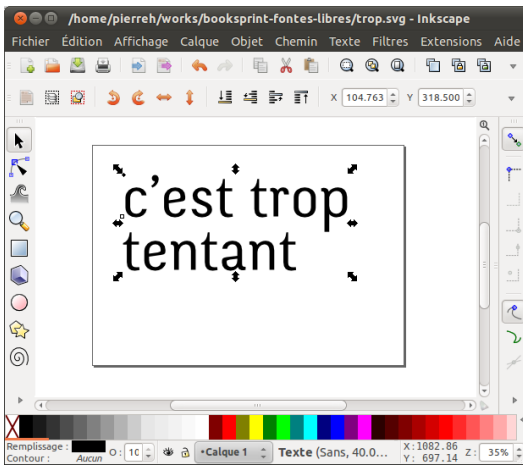 /home/pierreh/works/booksprint-fontes-libres/trop.svg - Inkscape
Fichier Édition Affichage Calque Objet Chemin Texte Filtres Extensions Aide
X 104.763 Y 318.500
c’est trop
tentant
Remplissage :
Contour : Aucun
O: 10
•Calque 1
Texte (Sans, 40.0...
X:1082.86
Y: 697.14
Z: 35%